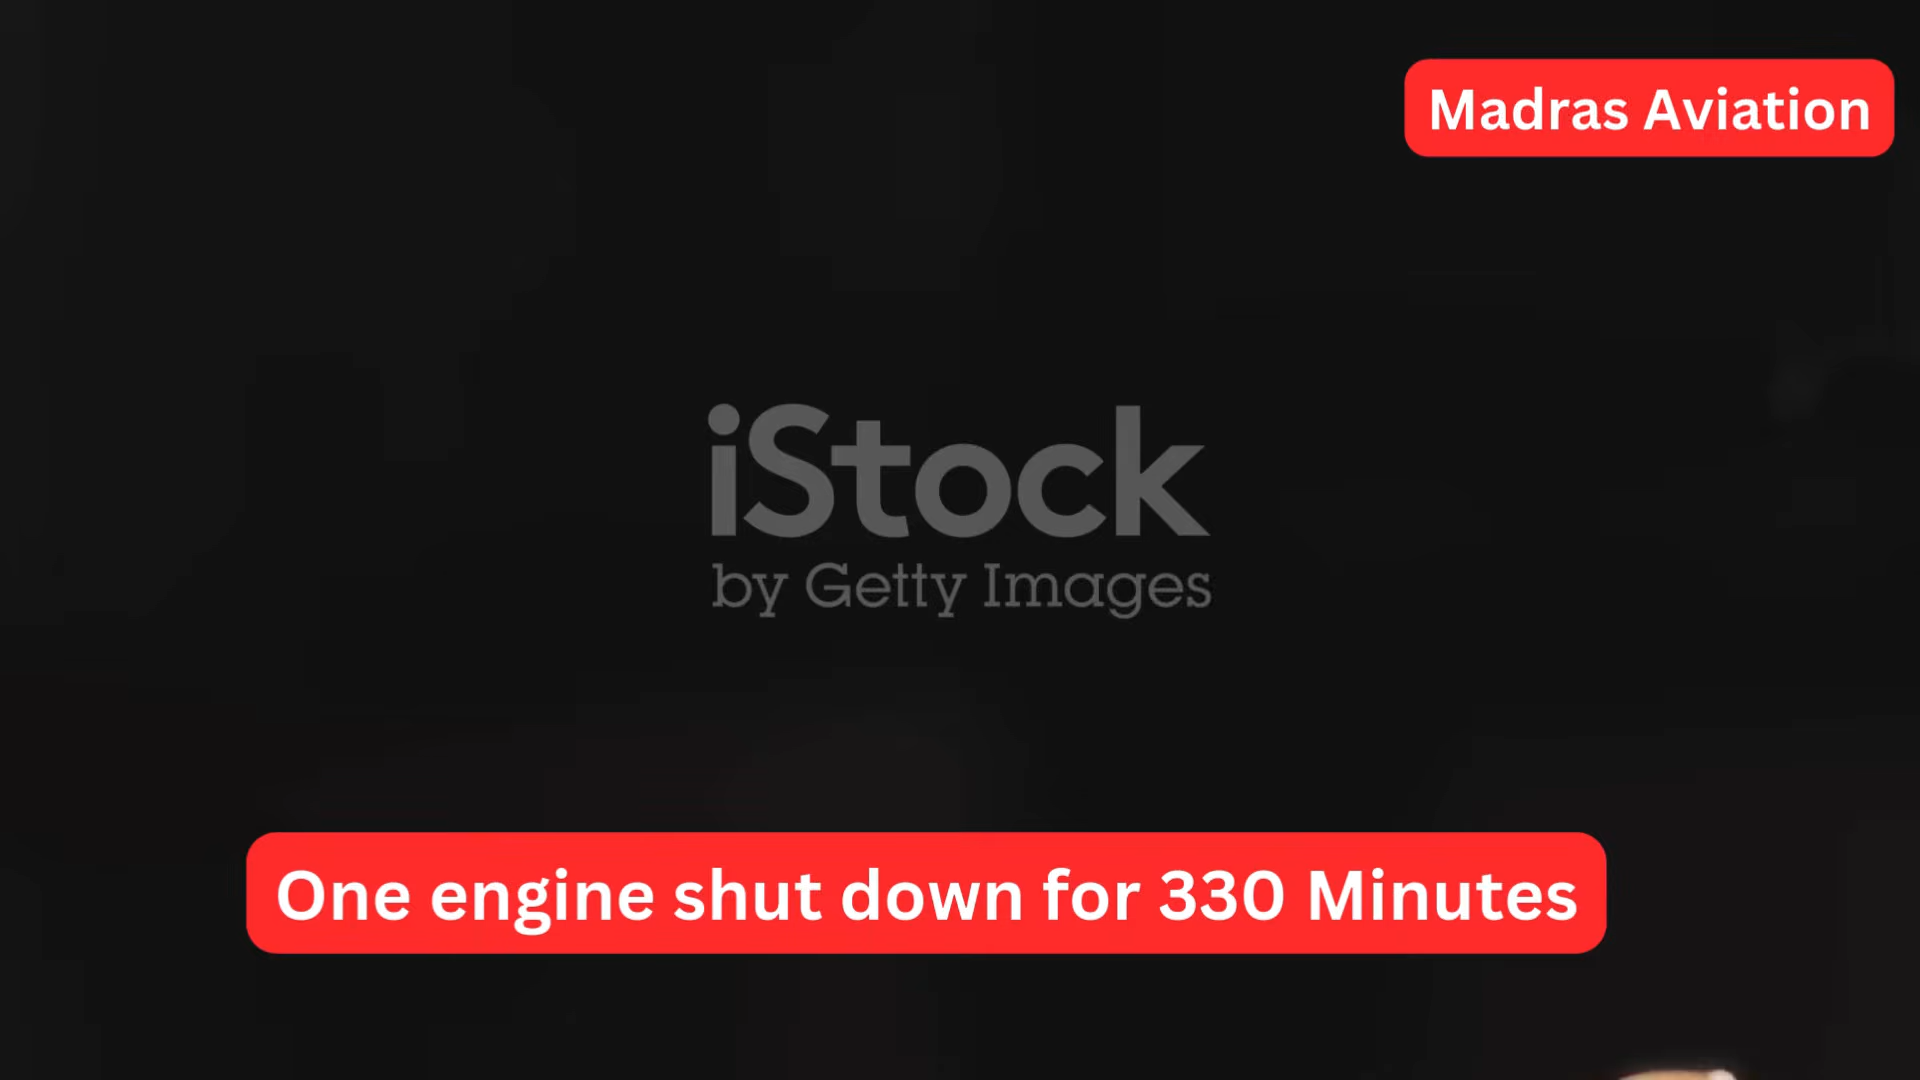 Madras Aviation
iStock
by Getty Images
One engine shut down for 330 Minutes